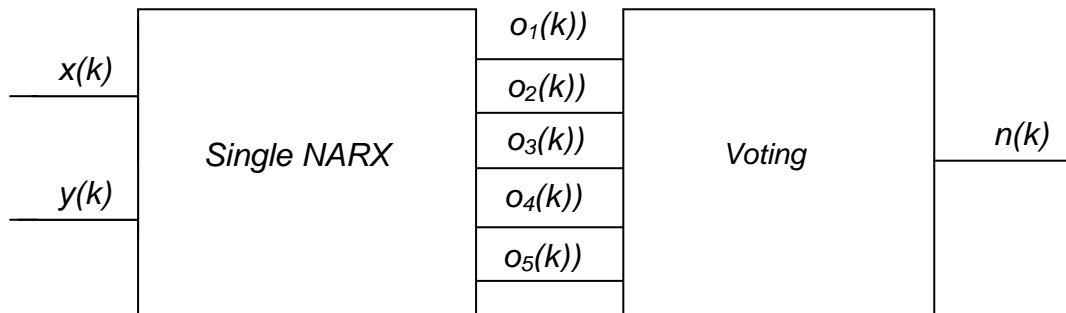 x(k)
y(k)
Single NARX
o₁(k))
o₂(k))
o₃(k))
o₄(k))
o₅(k))
Voting
n(k)